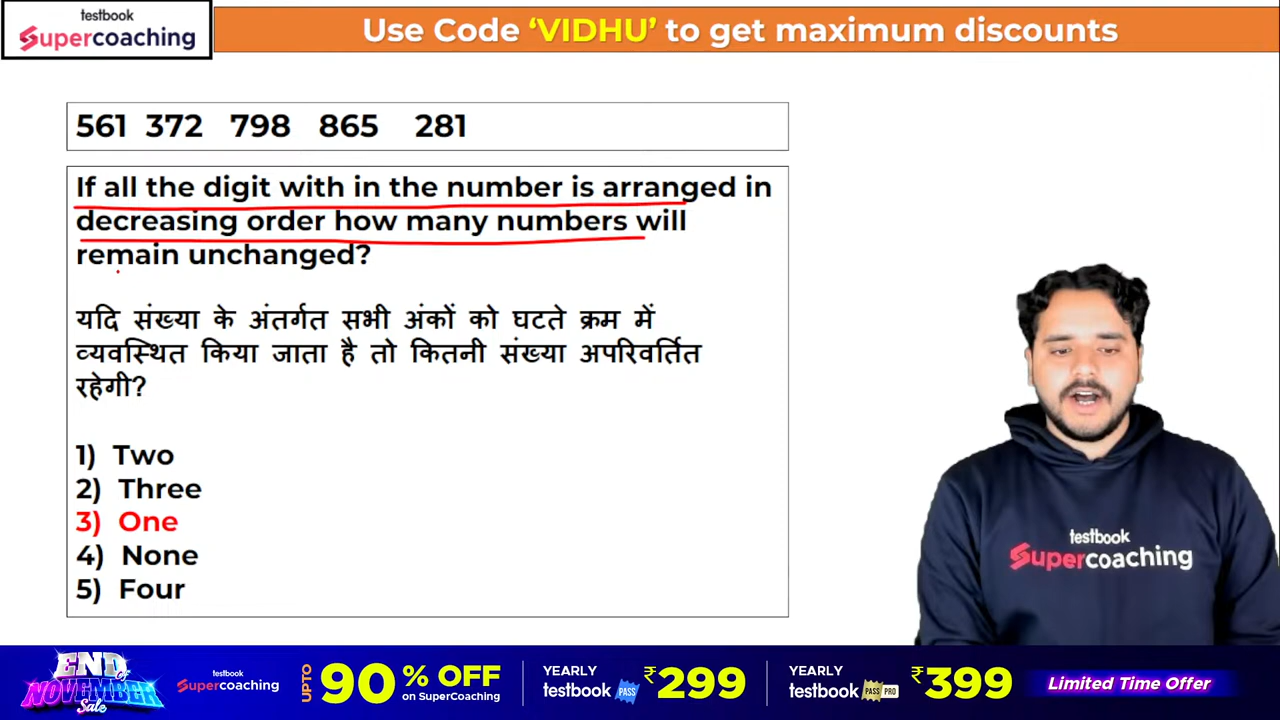 testbook
Supercoaching
Use Code ‘VIDHU’ to get maximum discounts
561 372 798 865 281
If all the digit with in the number is arranged in
decreasing order how many numbers will
remain unchanged?
यदि संख्या के अंतर्गत सभी अंकों को घटते क्रम में
व्यवस्थित किया जाता है तो कितनी संख्या अपरिवर्तित
रहेगी?
1) Two
2) Three
3) One
4) None
5) Four
testbook
Supercoaching
END OF
NOVEMBER
Sale
testbook
Supercoaching
UPTO
90% OFF
on SuperCoaching
YEARLY
testbook PASS
₹299
YEARLY
testbook PASS PRO
₹399
Limited Time Offer